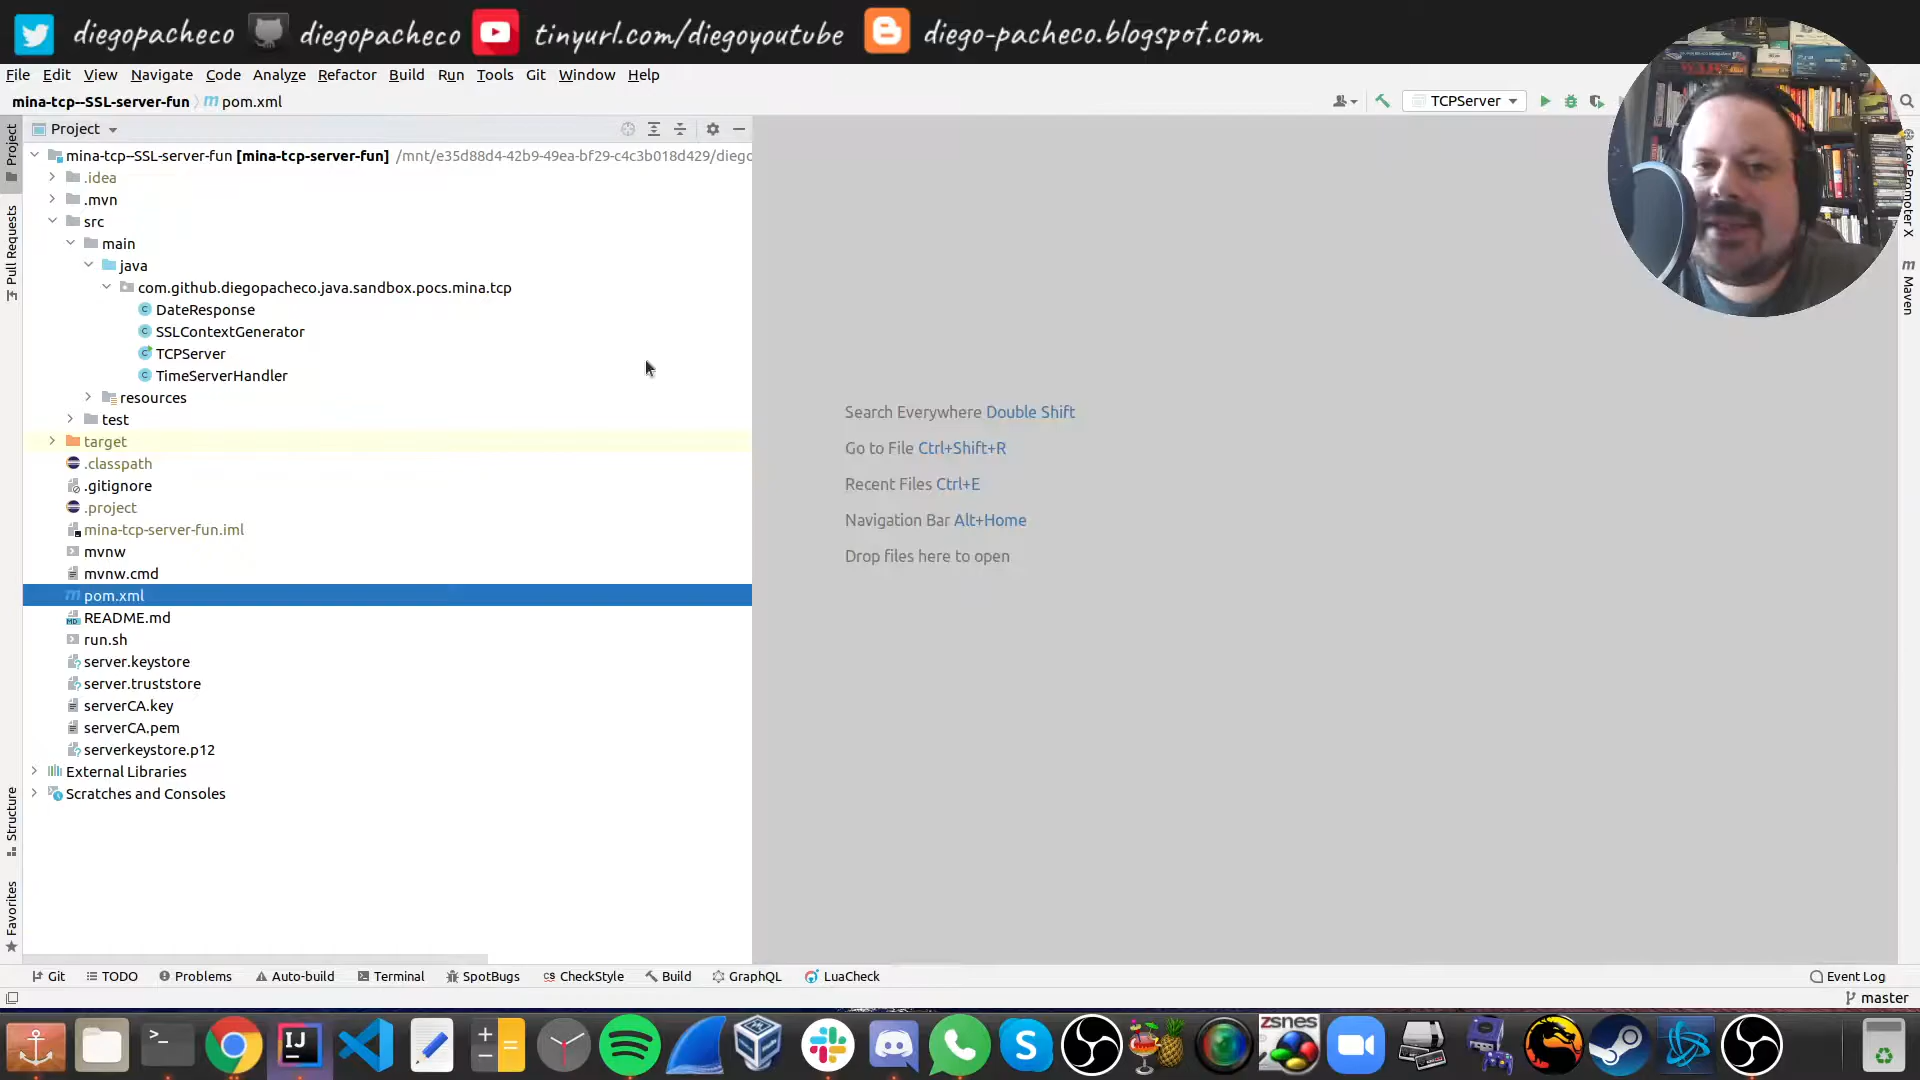 diegopacheco diegopacheco tinyurl.com/diegoyoutube diego-pacheco.blogspot.com
File Edit View Navigate Code Analyze Refactor Build Run Tools Git Window Help
mina-tcp--SSL-server-fun pom.xml TCPServer
Project
mina-tcp--SSL-server-fun [mina-tcp-server-fun] /mnt/e35d88d4-42b9-49ea-bf29-c4c3b018d429/diego
.idea
.mvn
src
main
java
com.github.diegopacheco.java.sandbox.pocs.mina.tcp
DateResponse
SSLContextGenerator
TCPServer
TimeServerHandler
resources
test
target
.classpath
.gitignore
.project
mina-tcp-server-fun.iml
mvnw
mvnw.cmd
pom.xml
README.md
run.sh
server.keystore
server.truststore
serverCA.key
serverCA.pem
serverkeystore.p12
External Libraries
Scratches and Consoles
Project
Pull Requests
Structure
Favorites
Search Everywhere Double Shift
Go to File Ctrl+Shift+R
Recent Files Ctrl+E
Navigation Bar Alt+Home
Drop files here to open
Key Promoter X
Maven
Git TODO Problems Auto-build Terminal SpotBugs CheckStyle Build GraphQL LuaCheck Event Log
master
IJ
zsnes